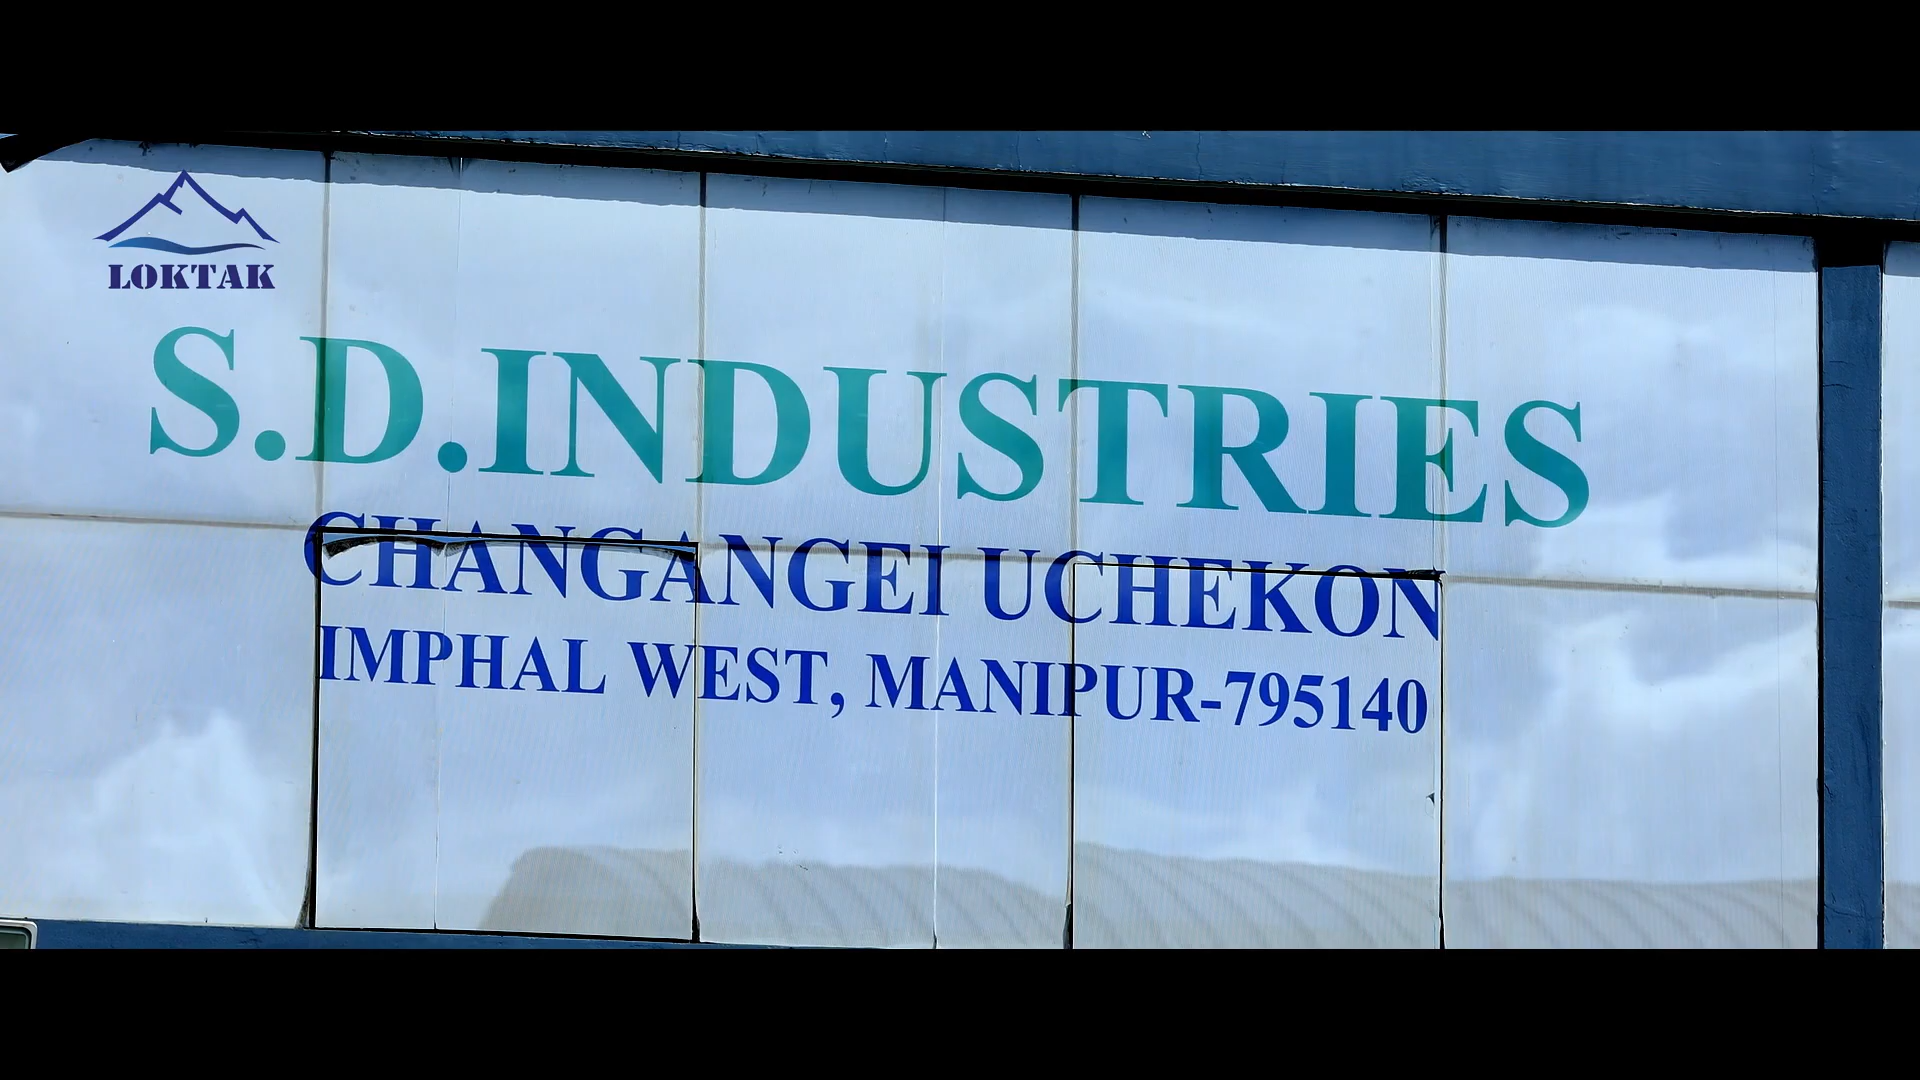 LOKTAK
S.D.INDUSTRIES
CHANGANGEI UCHEKON
IMPHAL WEST, MANIPUR-795140